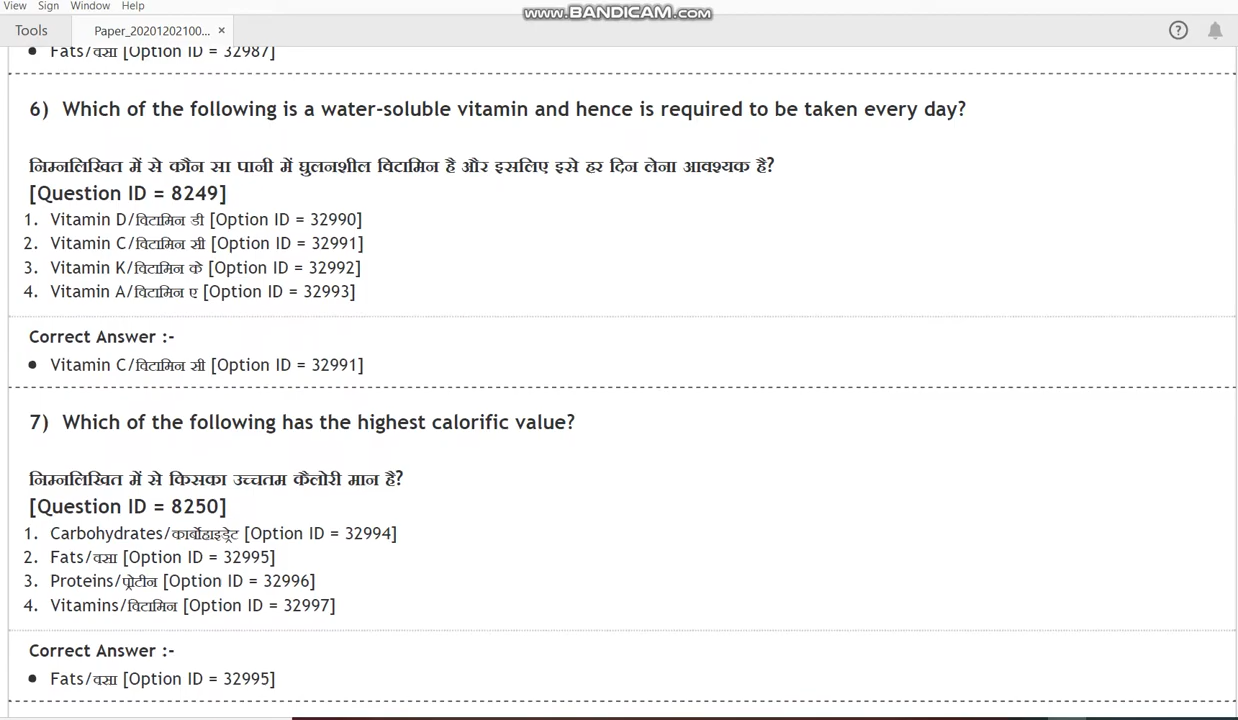 View Sign Window Help
www.BANDICAM.com
Tools Paper_20201202100... ×
• Fats/वसा [Option ID = 32987]
6) Which of the following is a water-soluble vitamin and hence is required to be taken every day?
निम्नलिखित में से कौन सा पानी में घुलनशील विटामिन है और इसलिए इसे हर दिन लेना आवश्यक है?
[Question ID = 8249]
1. Vitamin D/विटामिन डी [Option ID = 32990]
2. Vitamin C/विटामिन सी [Option ID = 32991]
3. Vitamin K/विटामिन के [Option ID = 32992]
4. Vitamin A/विटामिन ए [Option ID = 32993]
Correct Answer :-
• Vitamin C/विटामिन सी [Option ID = 32991]
7) Which of the following has the highest calorific value?
निम्नलिखित में से किसका उच्चतम कैलोरी मान है?
[Question ID = 8250]
1. Carbohydrates/कार्बोहाइड्रेट [Option ID = 32994]
2. Fats/वसा [Option ID = 32995]
3. Proteins/प्रोटीन [Option ID = 32996]
4. Vitamins/विटामिन [Option ID = 32997]
Correct Answer :-
• Fats/वसा [Option ID = 32995]